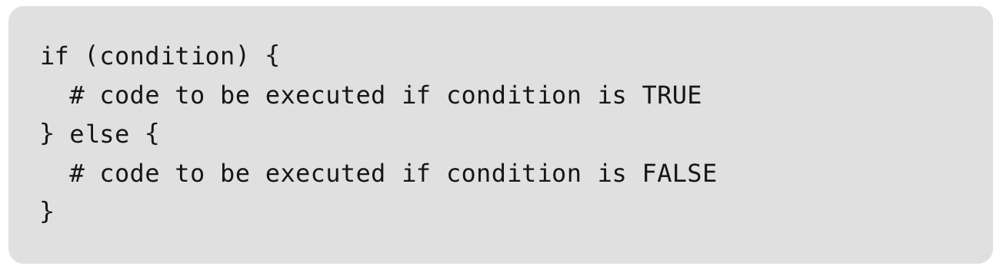 if (condition) {
  # code to be executed if condition is TRUE
} else {
  # code to be executed if condition is FALSE
}